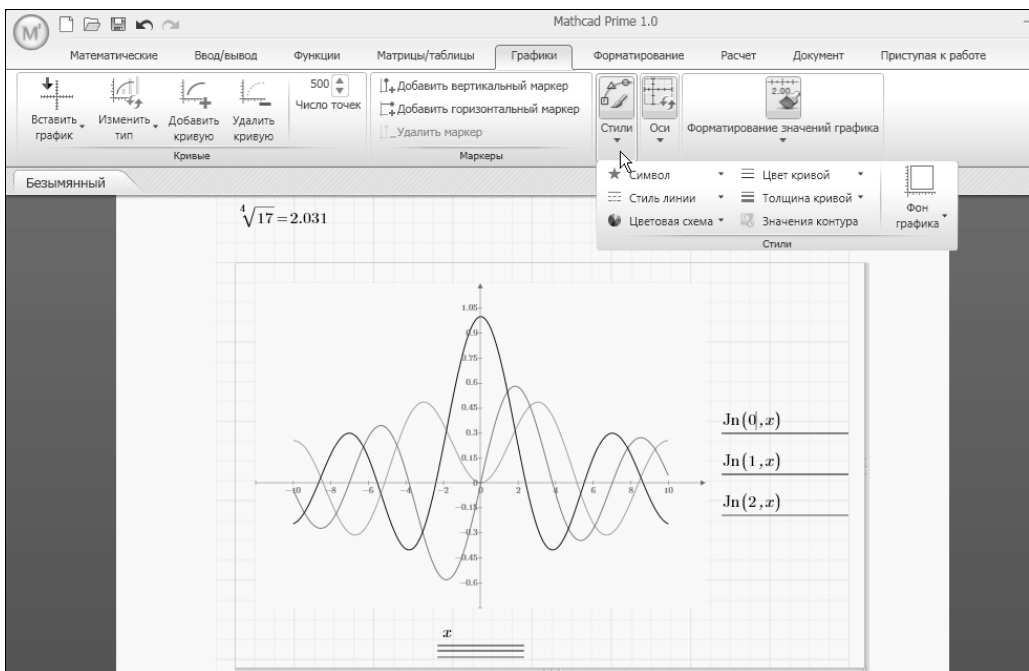 Mathcad Prime 1.0
Математические Ввод/вывод Функции Матрицы/таблицы Графики Форматирование Расчет Документ Приступая к работе
Вставить график
Изменить тип
Добавить кривую
Удалить кривую
500
Число точек
Кривые
Добавить вертикальный маркер
Добавить горизонтальный маркер
Удалить маркер
Маркеры
Стили
Оси
2.00
Форматирование значений графика
Безымянный
Символ
Цвет кривой
Стиль линии
Толщина кривой
Цветовая схема
Значения контура
Фон графика
Стили
∜17=2.031
1.05
0.9
0.75
0.6
0.45
0.3
0.15
0
-10 -8 -6 -4 -2 0 2 4 6 8 10
-0.15
-0.3
-0.45
-0.6
Jn(0,x)
Jn(1,x)
Jn(2,x)
x